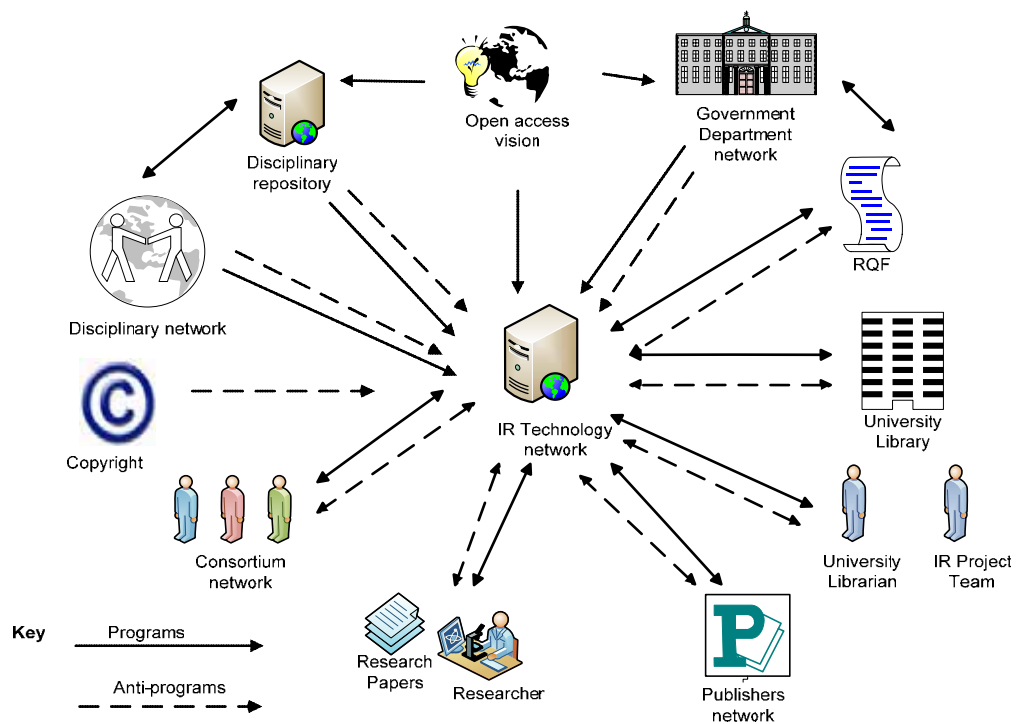 Open access
vision
Government
Department
network
Disciplinary
repository
RQF
Disciplinary network
©
IR Technology
network
University
Library
Copyright
Consortium
network
University
Librarian
IR Project
Team
Research
Papers
Researcher
P
Publishers
network
Key
Programs
Anti-programs